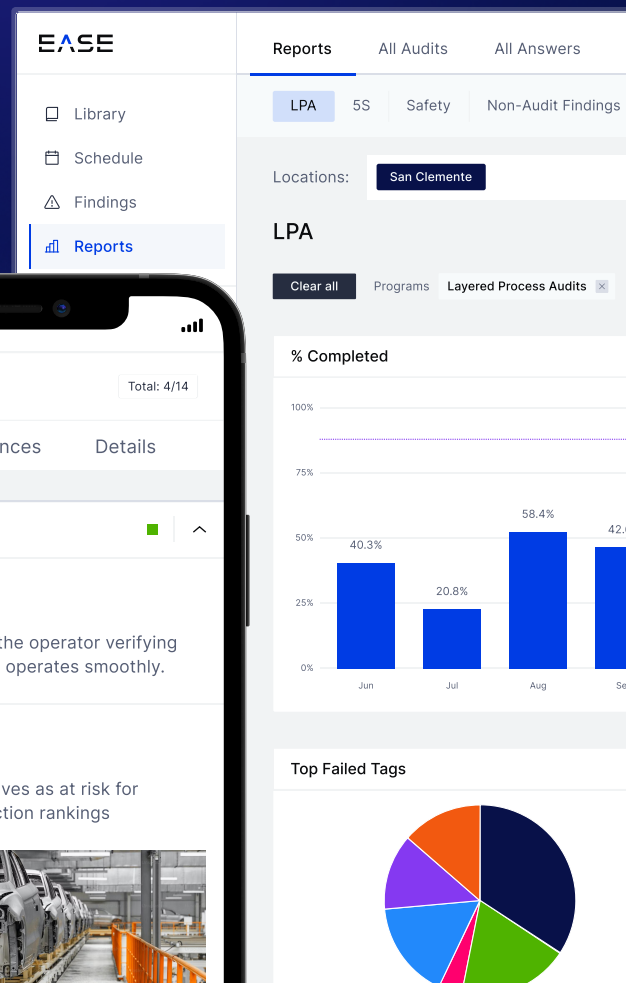 EASE
Reports
All Audits
All Answers
Library
Schedule
Findings
Reports
LPA
5S
Safety
Non-Audit Findings
Locations:
San Clemente
LPA
Clear all
Programs
Layered Process Audits
% Completed
100%
75%
50%
25%
0%
40.3%
20.8%
58.4%
42.
Jun
Jul
Aug
Se
Top Failed Tags
Total: 4/14
nces
Details
the operator verifying
operates smoothly.
ves as at risk for
ction rankings